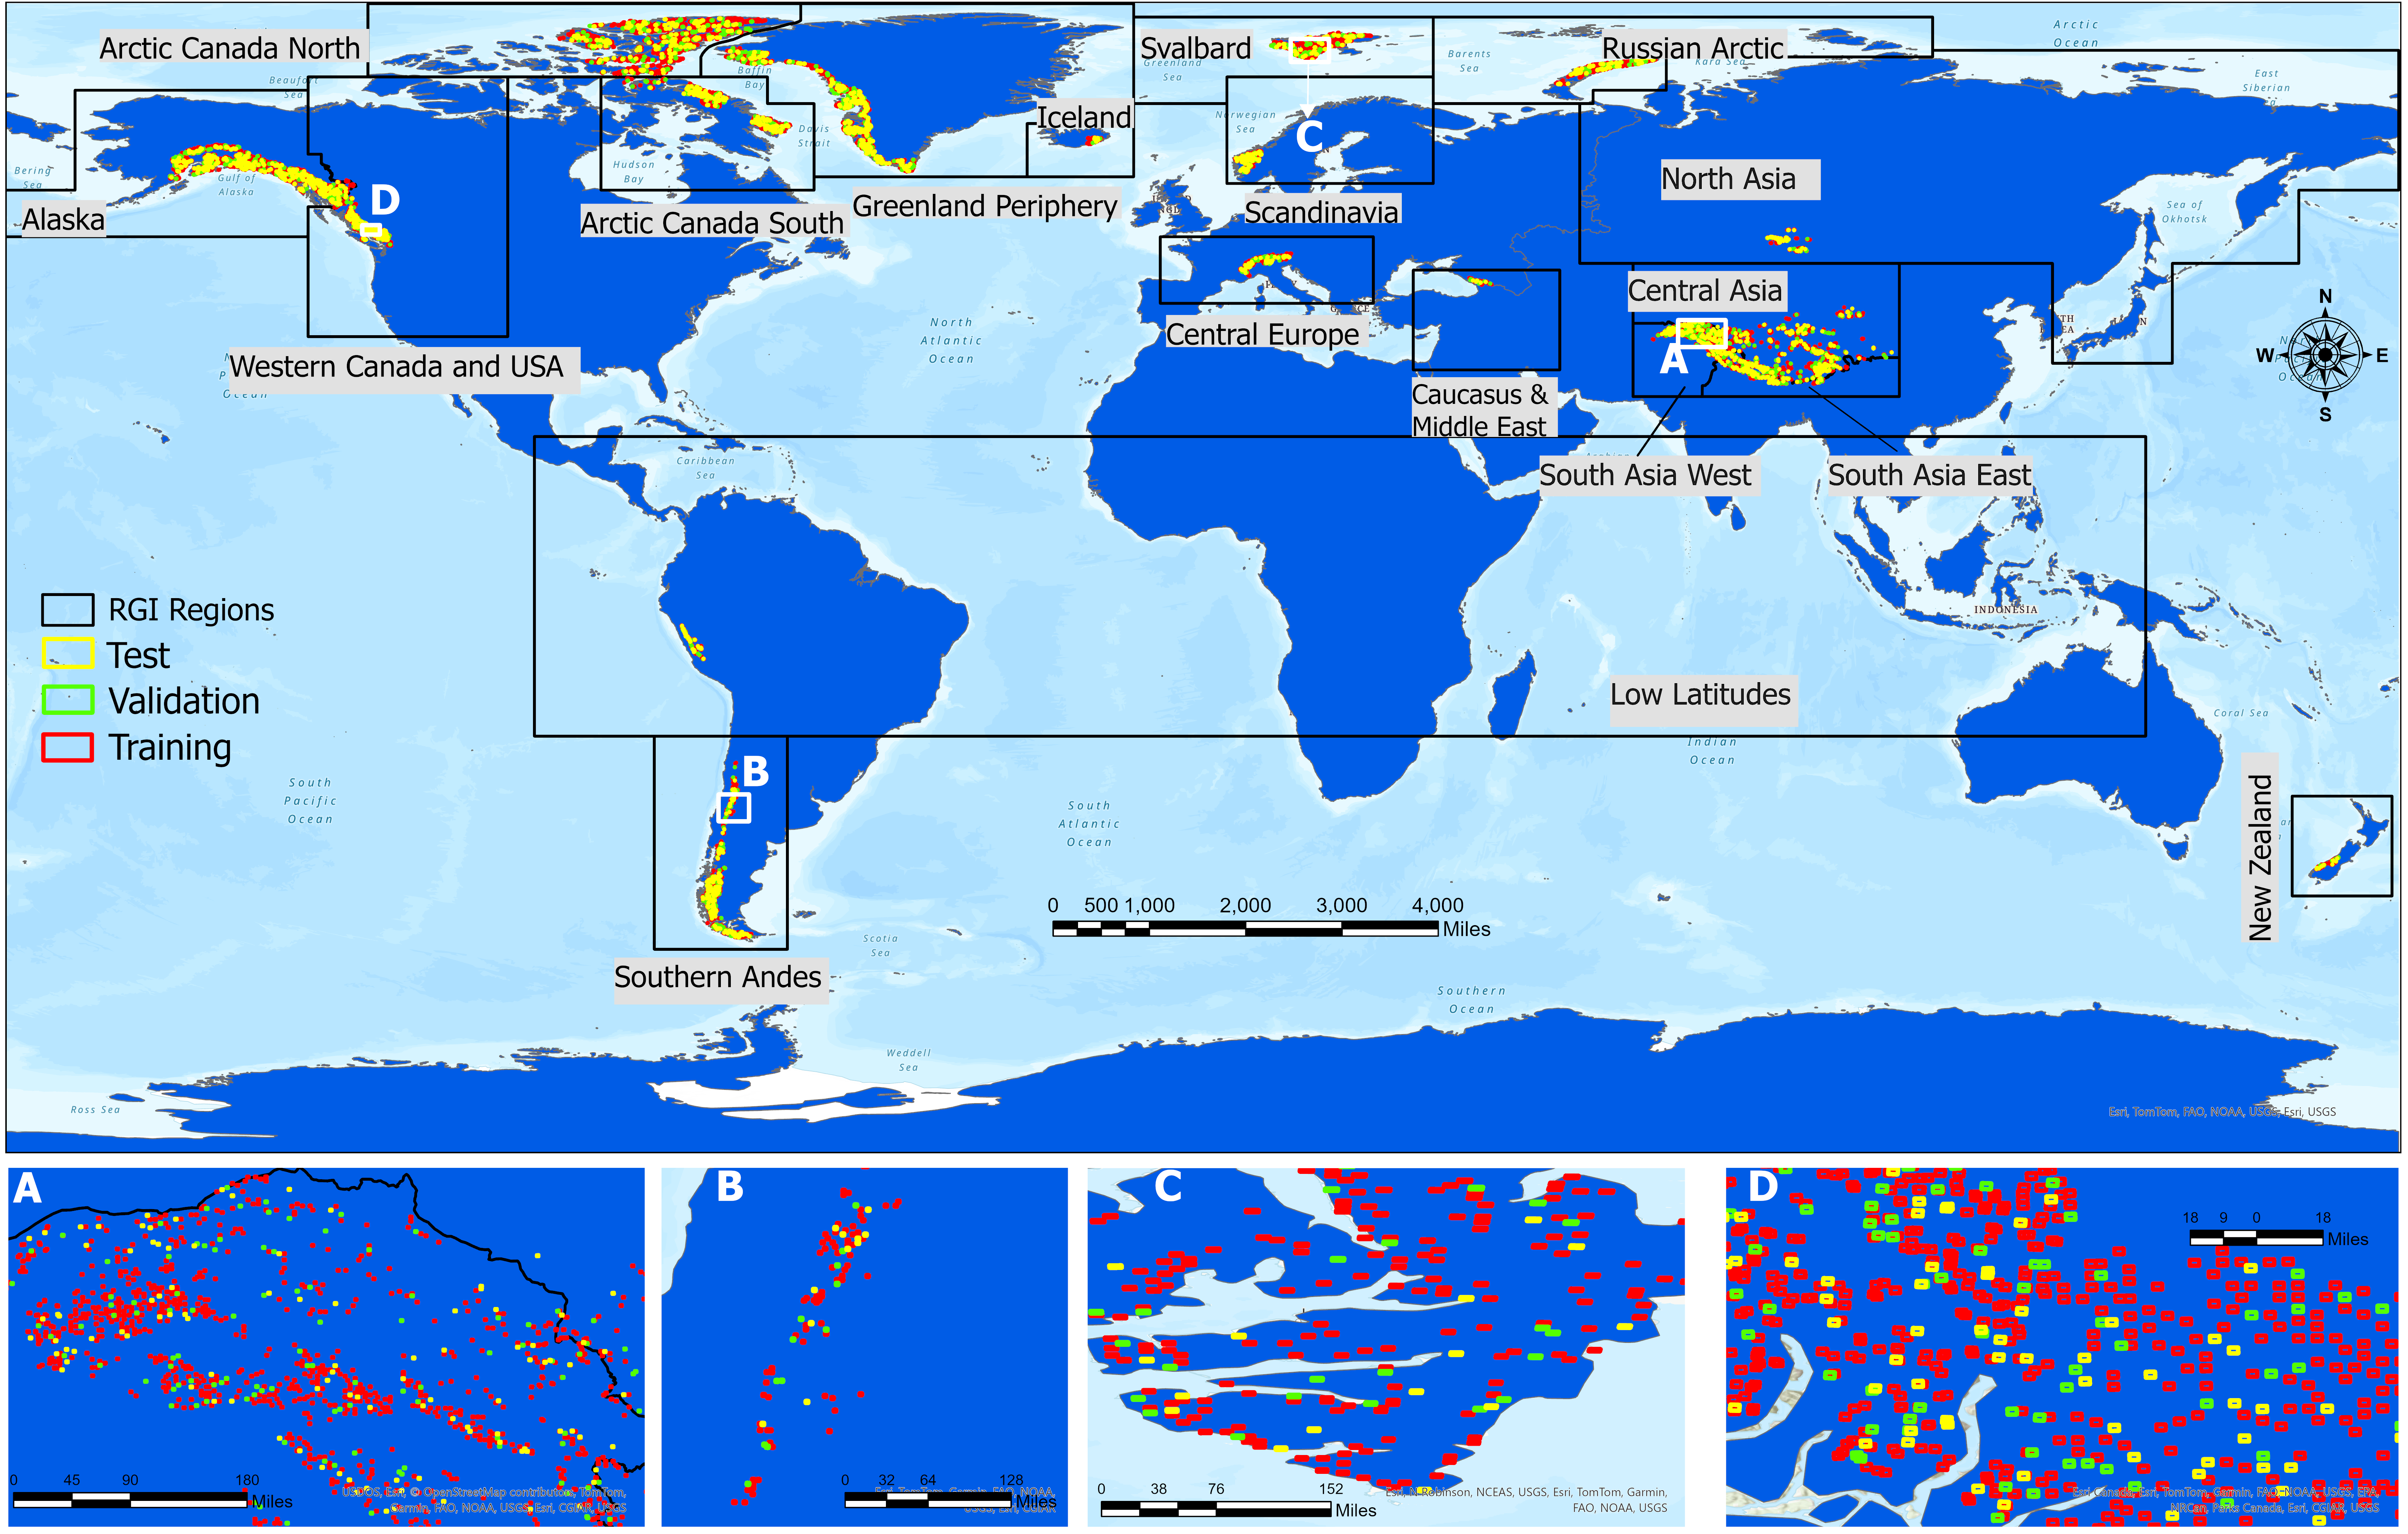 Arctic Canada North
Svalbard
Russian Arctic
Arctic
Ocean
Beaufort
Sea
Baffin
Bay
Greenland
Sea
Barents
Sea
Kara Sea
East
Siberian
Iceland
Norwegian
Sea
C
Davis
Strait
Hudson
Bay
Bering
Sea
Gulf of
Alaska
D
North Asia
Alaska
Arctic Canada South
Greenland Periphery
Scandinavia
Sea of
Okhotsk
Central Asia
Central Europe
North
Atlantic
Ocean
A
N
W
E
S
Western Canada and USA
Ocean
Caucasus &
Middle East
South Asia West
South Asia East
Caribbean
Sea
INDONESIA
RGI Regions
Test
Validation
Training
Low Latitudes
Coral Sea
Indian
Ocean
B
South
Pacific
Ocean
South
Atlantic
Ocean
New Zealand
0 500 1,000 2,000 3,000 4,000
Miles
Scotia
Sea
Southern Andes
Southern
Ocean
Weddell
Sea
Ross Sea
Esri, TomTom, FAO, NOAA, USGS, Esri, USGS
A
0 45 90 180
Miles
USDOS, Esri, © OpenStreetMap contributors, TomTom,
Garmin, FAO, NOAA, USGS, Esri, CGIAR, USGS
B
0 32 64 128
Miles
Esri, TomTom, Garmin, FAO, NOAA,
USGS, Esri, CGIAR
C
0 38 76 152
Miles
Esri, N Robinson, NCEAS, USGS, Esri, TomTom, Garmin,
FAO, NOAA, USGS
D
18 9 0 18
Miles
Esri Canada, Esri, TomTom, Garmin, FAO, NOAA, USGS, EPA,
NRCan, Parks Canada, Esri, CGIAR, USGS